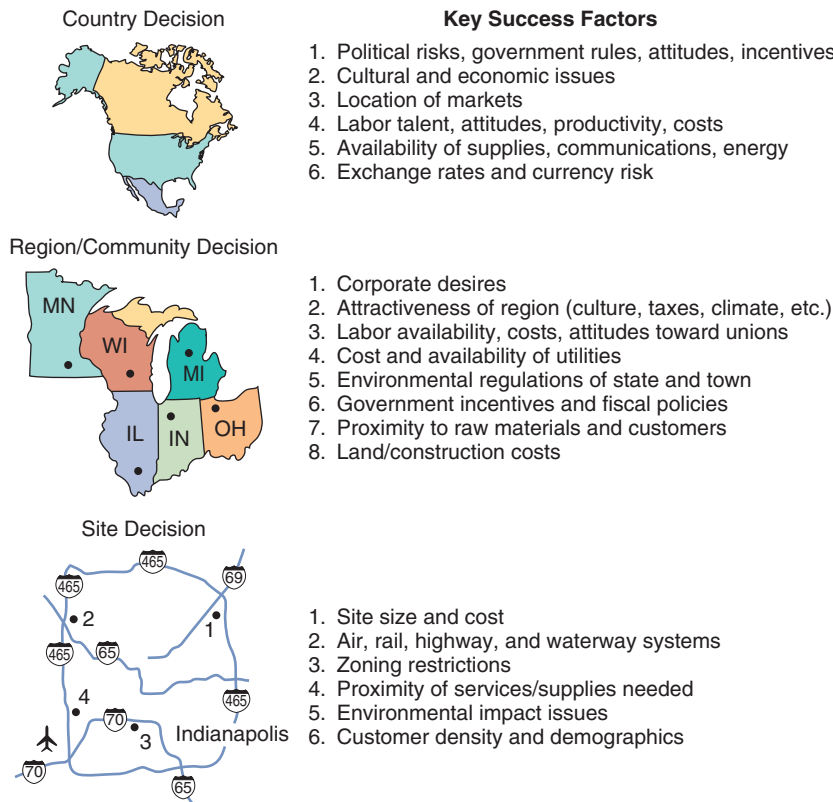 Country Decision
Key Success Factors
1. Political risks, government rules, attitudes, incentives
2. Cultural and economic issues
3. Location of markets
4. Labor talent, attitudes, productivity, costs
5. Availability of supplies, communications, energy
6. Exchange rates and currency risk
Region/Community Decision
MN
WI
MI
IL
IN
OH
1. Corporate desires
2. Attractiveness of region (culture, taxes, climate, etc.)
3. Labor availability, costs, attitudes toward unions
4. Cost and availability of utilities
5. Environmental regulations of state and town
6. Government incentives and fiscal policies
7. Proximity to raw materials and customers
8. Land/construction costs
Site Decision
465
465
69
2
1
465
65
465
4
70
Indianapolis
3
70
65
1. Site size and cost
2. Air, rail, highway, and waterway systems
3. Zoning restrictions
4. Proximity of services/supplies needed
5. Environmental impact issues
6. Customer density and demographics